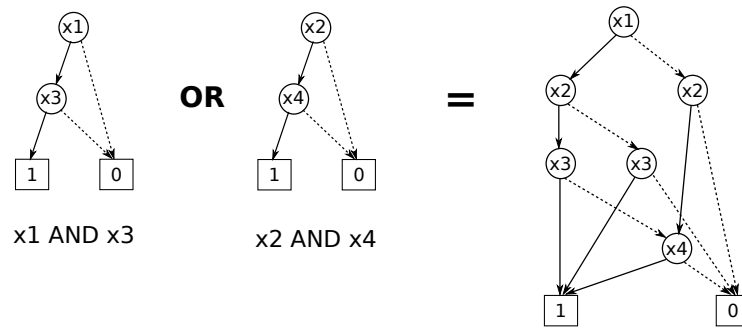 x1
x3
1 0
x1 AND x3
OR
x2
x4
1 0
x2 AND x4
=
x1
x2 x2
x3 x3
x4
1 0